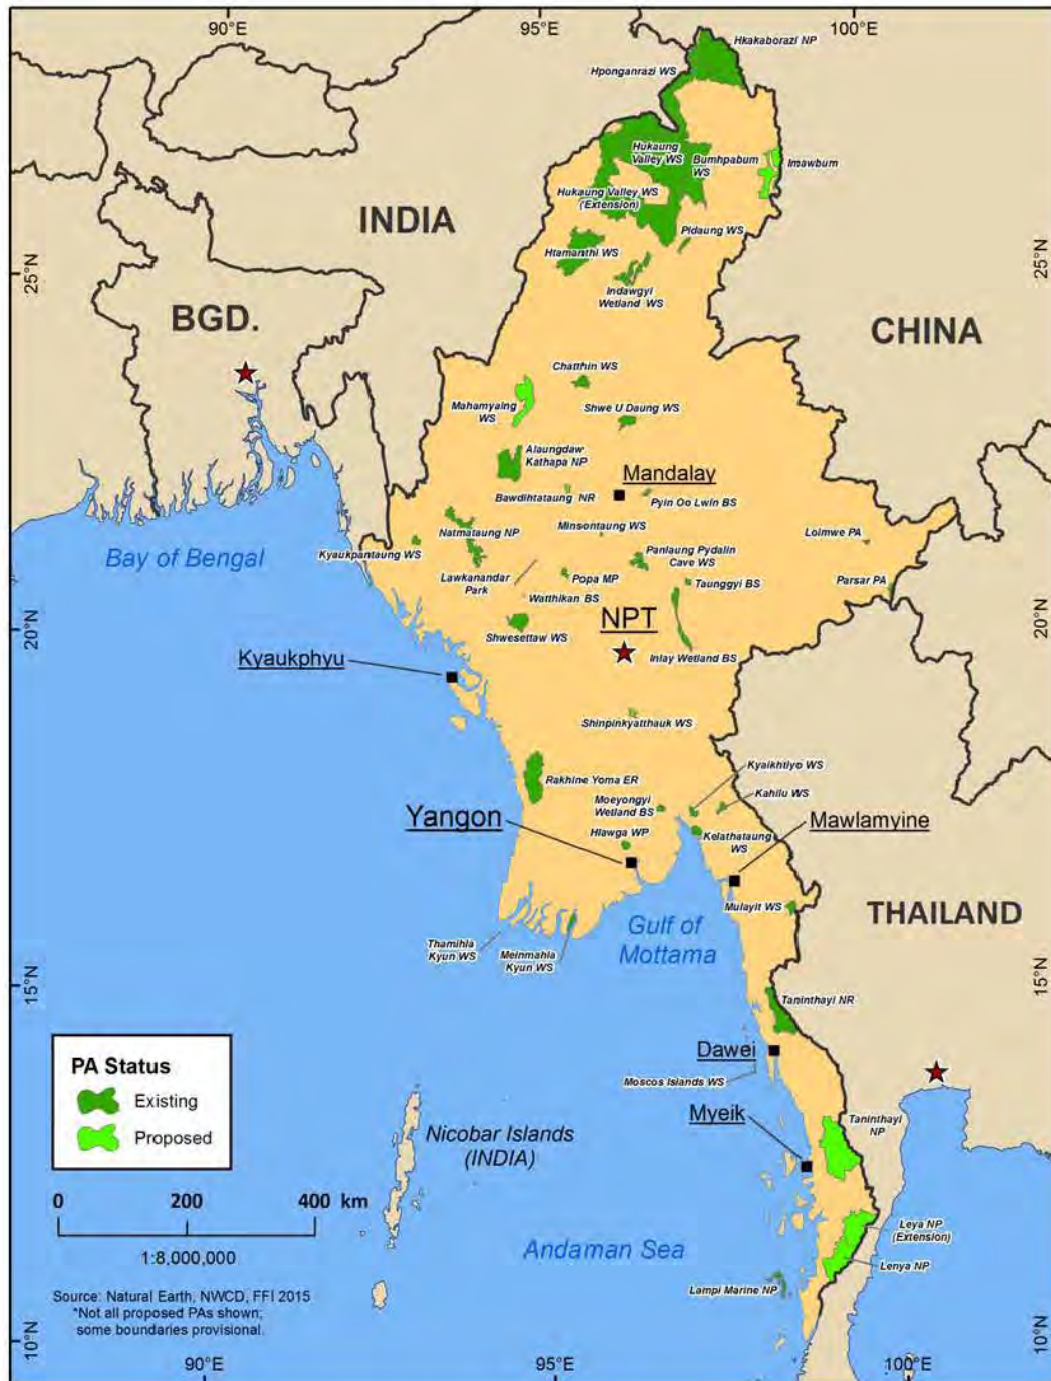 90°E
95°E
100°E
Hkakaborazi NP
Hponganrazi WS
Hukaung
Valley WS
Bumhpabum
WS
Imawbum
Hukaung Valley WS
(Extension)
INDIA
Pidaung WS
Htamanthi WS
25°N
25°N
Indawgyi
Wetland WS
BGD.
CHINA
Chatthin WS
Mahamyaing
WS
Shwe U Daung WS
Alaungdaw
Kathapa NP
Mandalay
Bawdihtataung NR
Pyin Oo Lwin BS
Minsontaung WS
Natmataung NP
Loimwe PA
Kyaukpantaung WS
Bay of Bengal
Panlaung Pydalin
Cave WS
Lawkanandar
Park
Popa MP
Taunggyi BS
Parsar PA
Watthikan BS
20°N
20°N
NPT
Shwesettaw WS
Kyaukphyu
Inlay Wetland BS
Shinpinkyatthauk WS
Kyaikhtiyo WS
Rakhine Yoma ER
Kahilu WS
Moeyongyi
Wetland BS
Yangon
Mawlamyine
Hlawga WP
Kelathataung
WS
Mulayit WS
THAILAND
Gulf of
Mottama
Thamihla
Kyun WS
Meinmahla
Kyun WS
15°N
15°N
Taninthayi NR
PA Status
Existing
Proposed
Dawei
Moscos Islands WS
Myeik
Taninthayi
NP
Nicobar Islands
(INDIA)
0 200 400 km
1:8,000,000
Leya NP
(Extension)
Andaman Sea
Lenya NP
Lampi Marine NP
Source: Natural Earth, NWCD, FFI 2015
*Not all proposed PAs shown;
some boundaries provisional.
10°N
10°N
90°E
95°E
100°E